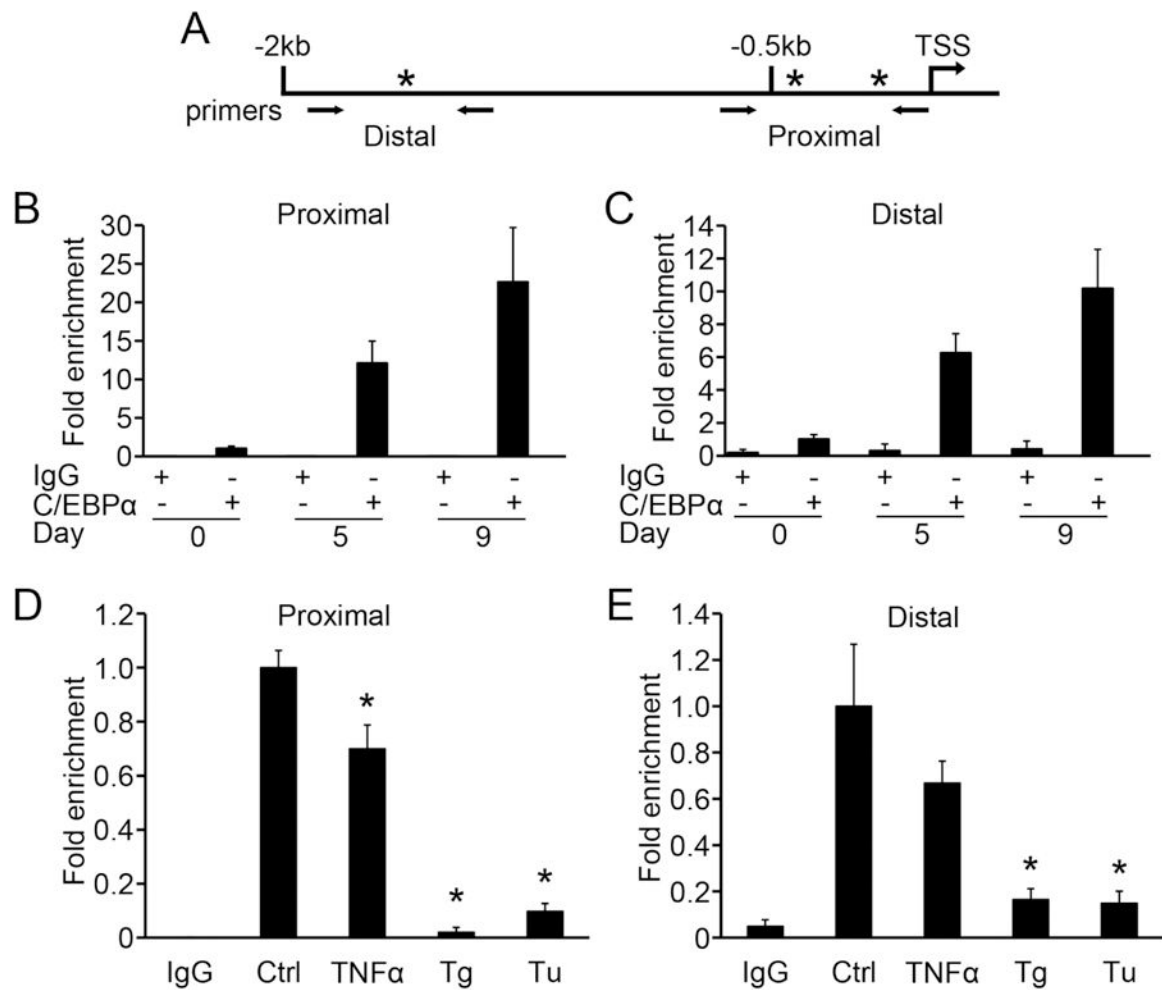 A
-2kb -0.5kb TSS
* * *
primers
Distal Proximal
B
Proximal
Fold enrichment
30
25
20
15
10
5
0
IgG + - + - + -
C/EBPα - + - + - +
Day 0 5 9
C
Distal
Fold enrichment
14
12
10
8
6
4
2
0
IgG + - + - + -
C/EBPα - + - + - +
Day 0 5 9
D
Proximal
Fold enrichment
1.2
1.0
0.8
0.6
0.4
0.2
0
* * *
IgG Ctrl TNFα Tg Tu
E
Distal
Fold enrichment
1.4
1.2
1.0
0.8
0.6
0.4
0.2
0
* *
IgG Ctrl TNFα Tg Tu